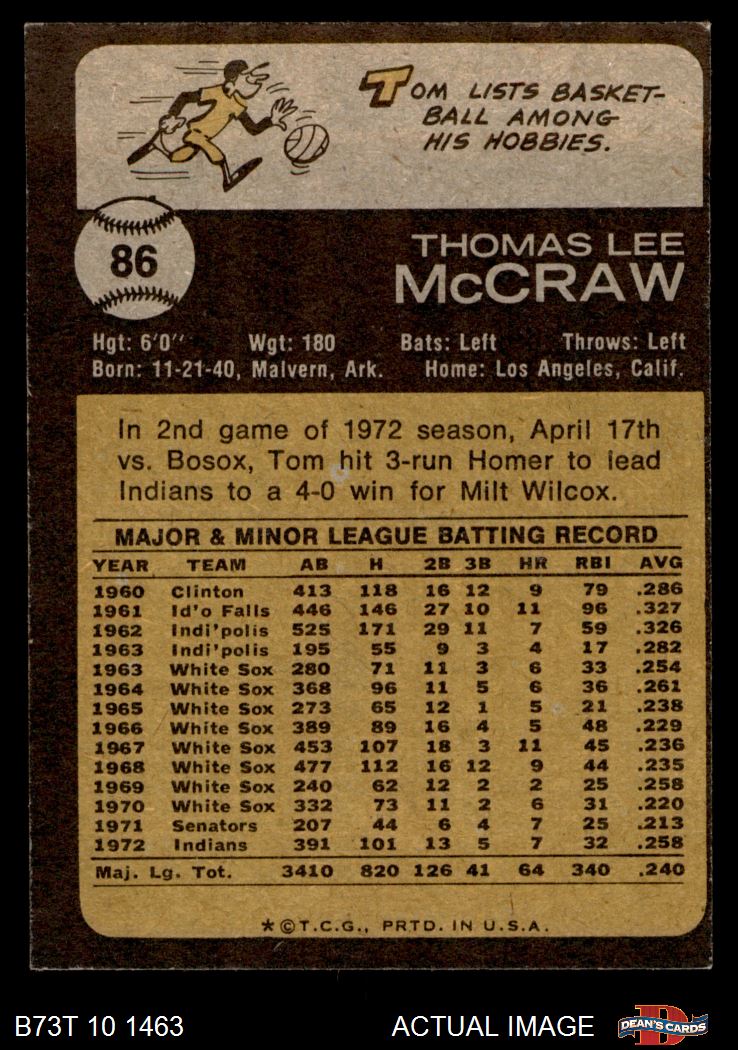 TOM LISTS BASKET-
BALL AMONG
HIS HOBBIES.
86
THOMAS LEE
McCRAW
Hgt: 6'0" Wgt: 180 Bats: Left Throws: Left
Born: 11-21-40, Malvern, Ark. Home: Los Angeles, Calif.
In 2nd game of 1972 season, April 17th
vs. Bosox, Tom hit 3-run Homer to lead
Indians to a 4-0 win for Milt Wilcox.
MAJOR & MINOR LEAGUE BATTING RECORD
YEAR TEAM AB H 2B 3B HR RBI AVG
1960 Clinton 413 118 16 12 9 79 .286
1961 Id'o Falls 446 146 27 10 11 96 .327
1962 Indi'polis 525 171 29 11 7 59 .326
1963 Indi'polis 195 55 9 3 4 17 .282
1963 White Sox 280 71 11 3 6 33 .254
1964 White Sox 368 96 11 5 6 36 .261
1965 White Sox 273 65 12 1 5 21 .238
1966 White Sox 389 89 16 4 5 48 .229
1967 White Sox 453 107 18 3 11 45 .236
1968 White Sox 477 112 16 12 9 44 .235
1969 White Sox 240 62 12 2 2 25 .258
1970 White Sox 332 73 11 2 6 31 .220
1971 Senators 207 44 6 4 7 25 .213
1972 Indians 391 101 13 5 7 32 .258
Maj. Lg. Tot. 3410 820 126 41 64 340 .240
*©T.C.G., PRTD. IN U.S.A.
B73T 10 1463 ACTUAL IMAGE D DEAN'S CARDS